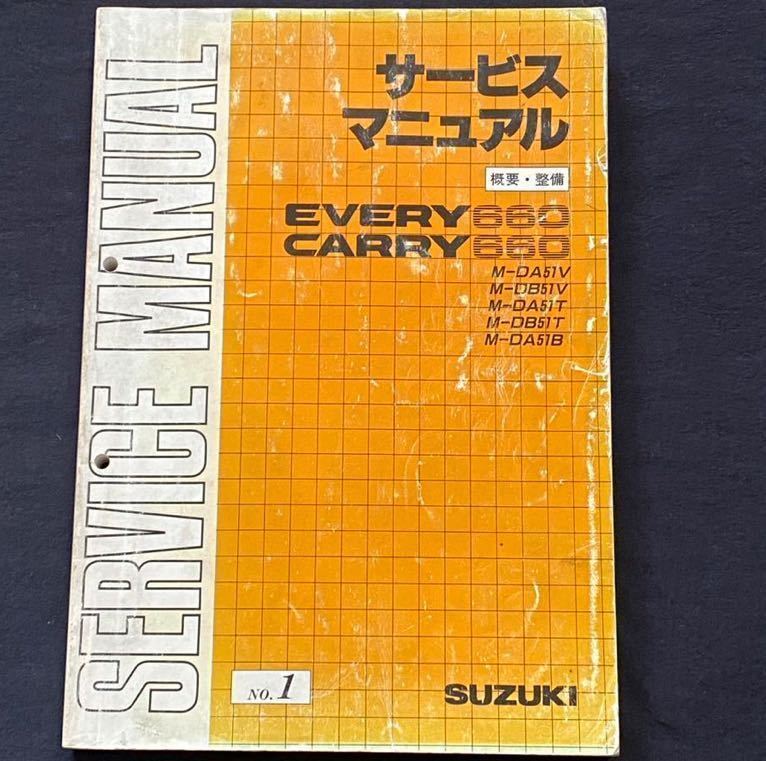 SERVICE MANUAL
サービス
マニュアル
概要・整備
EVERY660
CARRY660
M-DA51V
M-DB51V
M-DA51T
M-DB51T
M-DA51B
NO. 1
SUZUKI